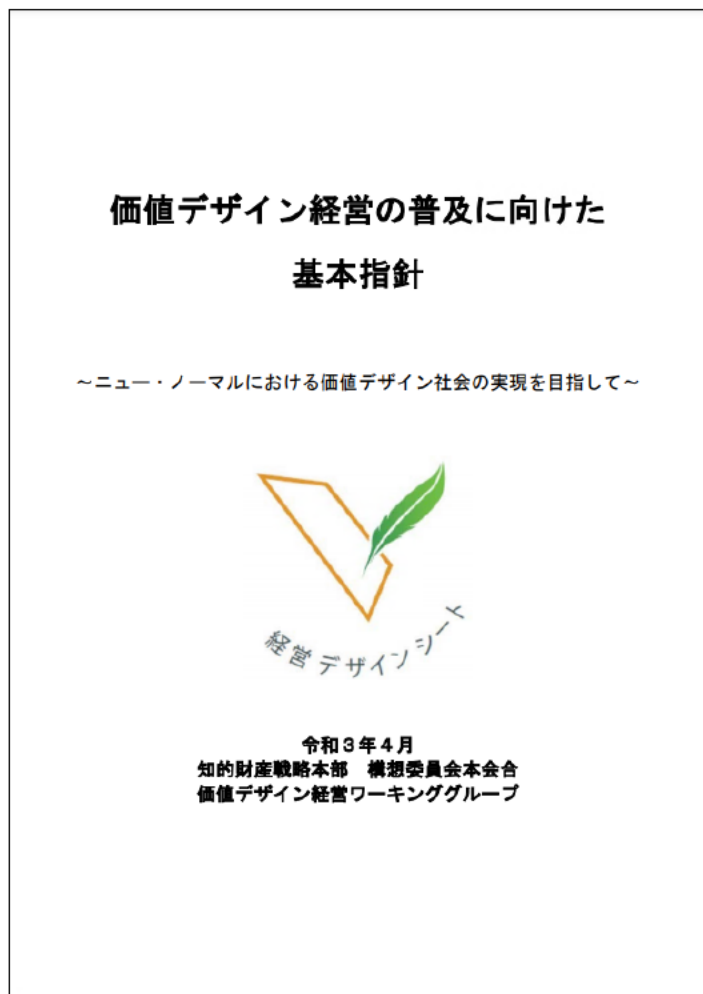 価値デザイン経営の普及に向けた
基本指針
~ニュー・ノーマルにおける価値デザイン社会の実現を目指して~
経営デザインシート
令和3年4月
知的財産戦略本部　構想委員会本会合
価値デザイン経営ワーキンググループ